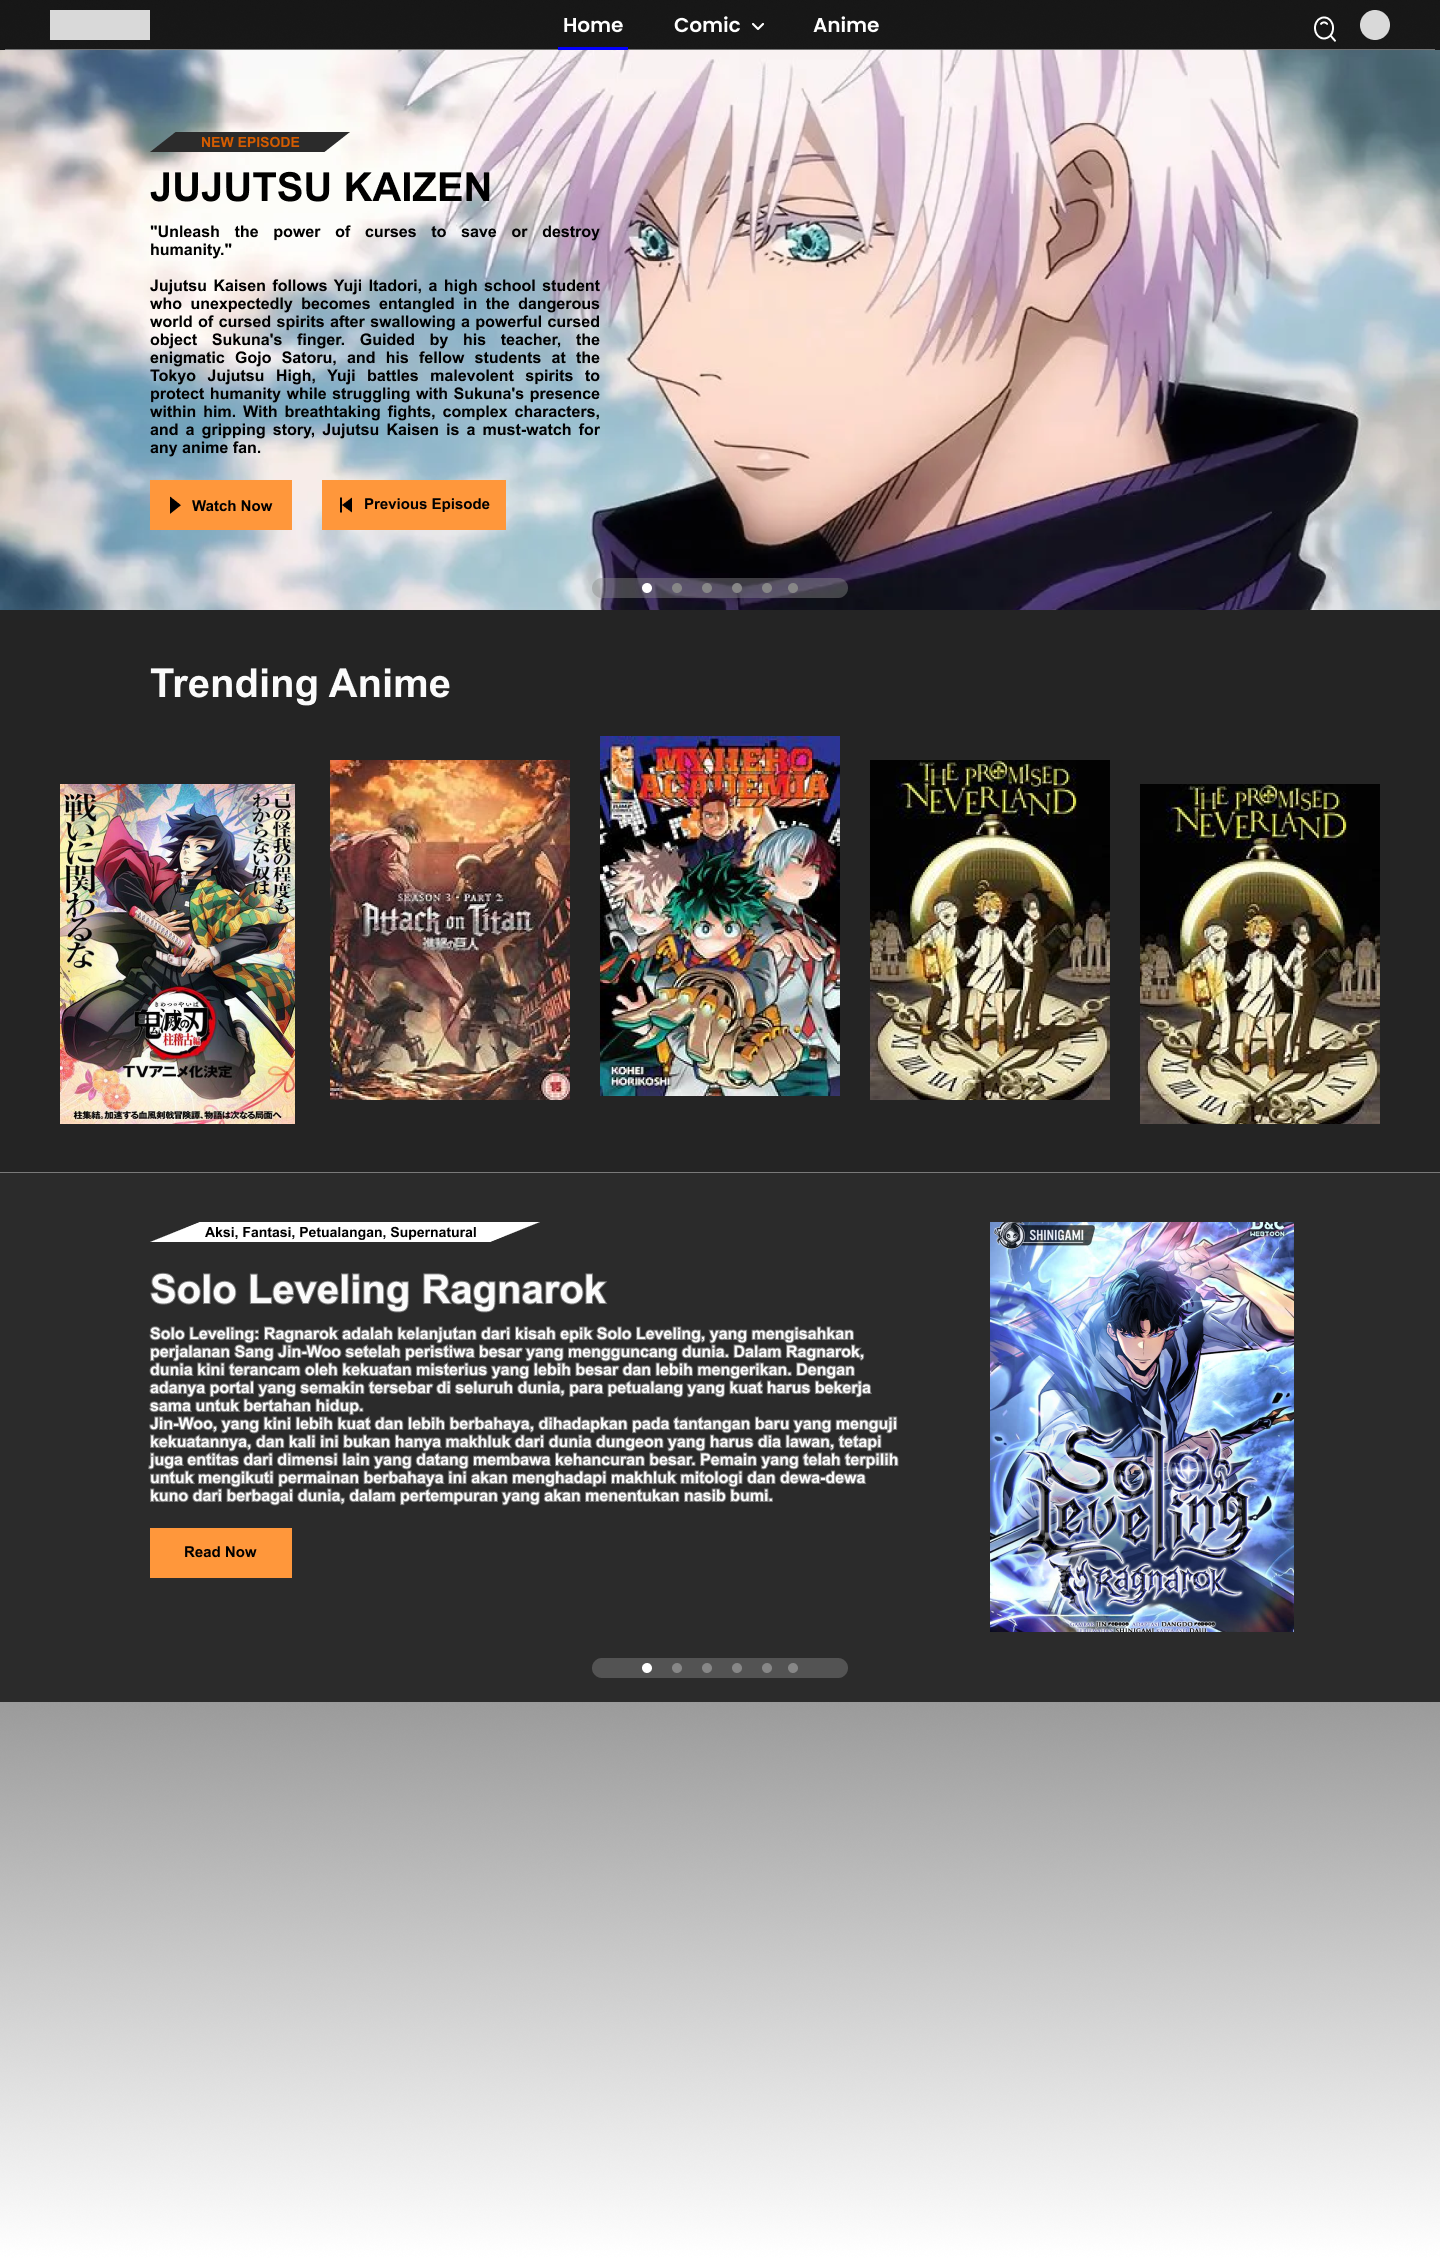 Home Comic Anime
NEW EPISODE
JUJUTSU KAIZEN
"Unleash the power of curses to save or destroy
humanity."
Jujutsu Kaisen follows Yuji Itadori, a high school student
who unexpectedly becomes entangled in the dangerous
world of cursed spirits after swallowing a powerful cursed
object Sukuna's finger. Guided by his teacher, the
enigmatic Gojo Satoru, and his fellow students at the
Tokyo Jujutsu High, Yuji battles malevolent spirits to
protect humanity while struggling with Sukuna's presence
within him. With breathtaking fights, complex characters,
and a gripping story, Jujutsu Kaisen is a must-watch for
any anime fan.
Watch Now
Previous Episode
Trending Anime
己の怪我の程度も
わからない奴は
戦いに関わるな
きめつのやいば
鬼滅の刃
柱稽古編
TVアニメ化決定
柱集結。加速する血風剣戟冒険譚、物語は次なる局面へ
SEASON 3 · PART 2
Attack on Titan
進撃の巨人
15
MY HERO
ACADEMIA
KOHEI
HORIKOSHI
THE PROMISED
NEVERLAND
THE PROMISED
NEVERLAND
Aksi, Fantasi, Petualangan, Supernatural
Solo Leveling Ragnarok
Solo Leveling: Ragnarok adalah kelanjutan dari kisah epik Solo Leveling, yang mengisahkan
perjalanan Sang Jin-Woo setelah peristiwa besar yang mengguncang dunia. Dalam Ragnarok,
dunia kini terancam oleh kekuatan misterius yang lebih besar dan lebih mengerikan. Dengan
adanya portal yang semakin tersebar di seluruh dunia, para petualang yang kuat harus bekerja
sama untuk bertahan hidup.
Jin-Woo, yang kini lebih kuat dan lebih berbahaya, dihadapkan pada tantangan baru yang menguji
kekuatannya, dan kali ini bukan hanya makhluk dari dunia dungeon yang harus dia lawan, tetapi
juga entitas dari dimensi lain yang datang membawa kehancuran besar. Pemain yang telah terpilih
untuk mengikuti permainan berbahaya ini akan menghadapi makhluk mitologi dan dewa-dewa
kuno dari berbagai dunia, dalam pertempuran yang akan menentukan nasib bumi.
Read Now
SHINIGAMI
D&C
WEBTOON
Solo
Leveling
Ragnarok